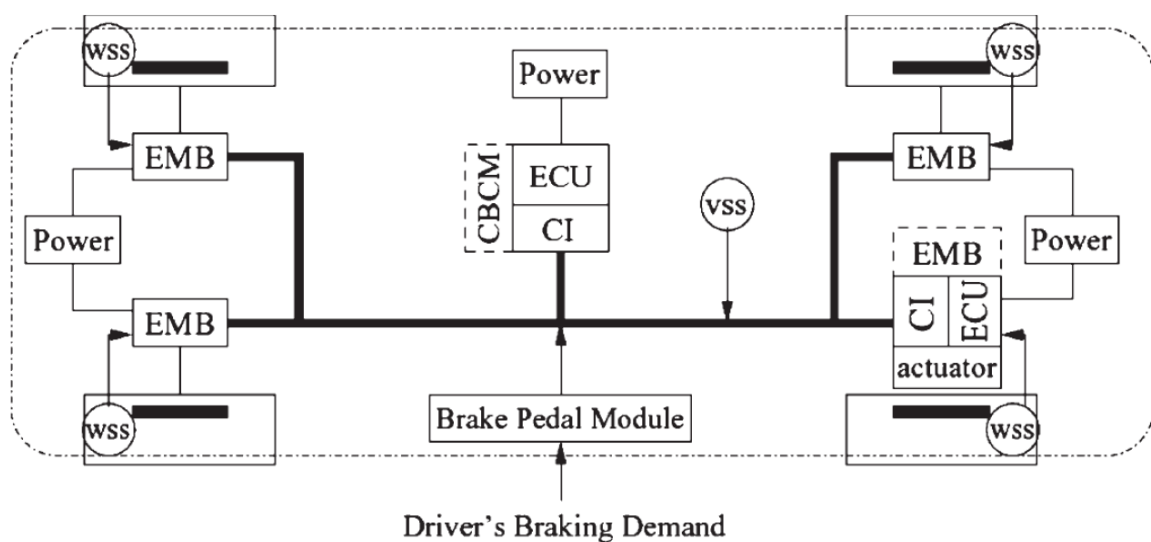 wss
wss
Power
EMB
EMB
CBCM
ECU
CI
vss
Power
Power
EMB
EMB
CI
ECU
actuator
wss
Brake Pedal Module
wss
Driver's Braking Demand